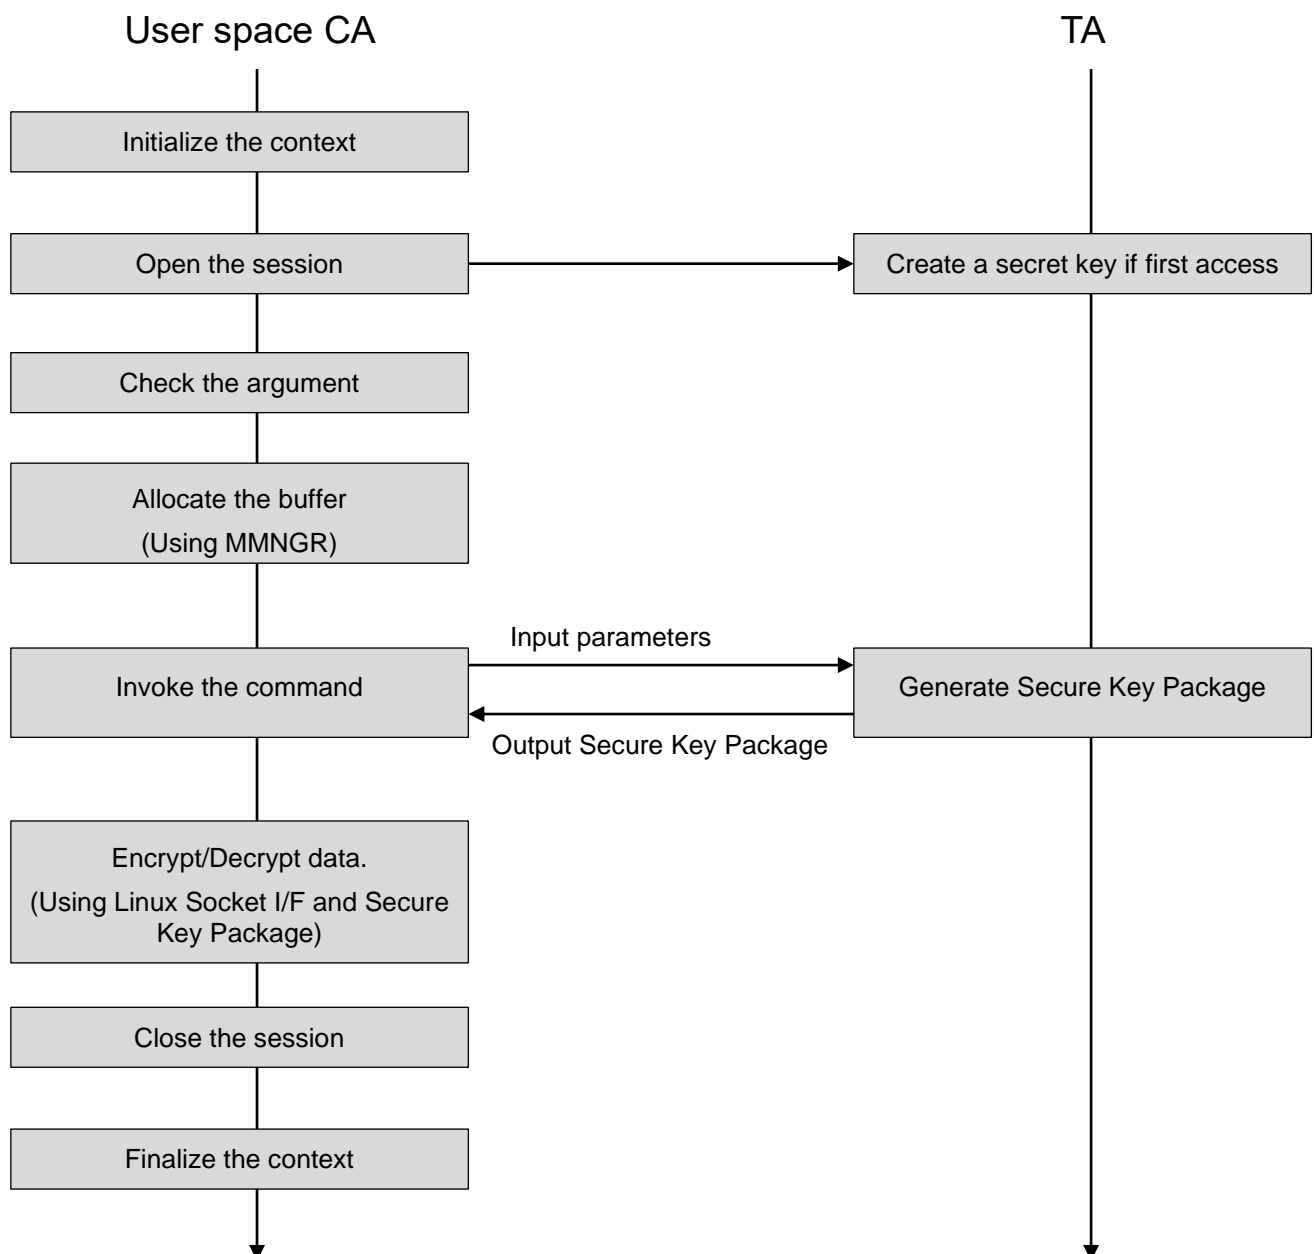 User space CA
TA
Initialize the context
Open the session
Create a secret key if first access
Check the argument
Allocate the buffer
(Using MMNGR)
Input parameters
Invoke the command
Generate Secure Key Package
Output Secure Key Package
Encrypt/Decrypt data.
(Using Linux Socket I/F and Secure
Key Package)
Close the session
Finalize the context